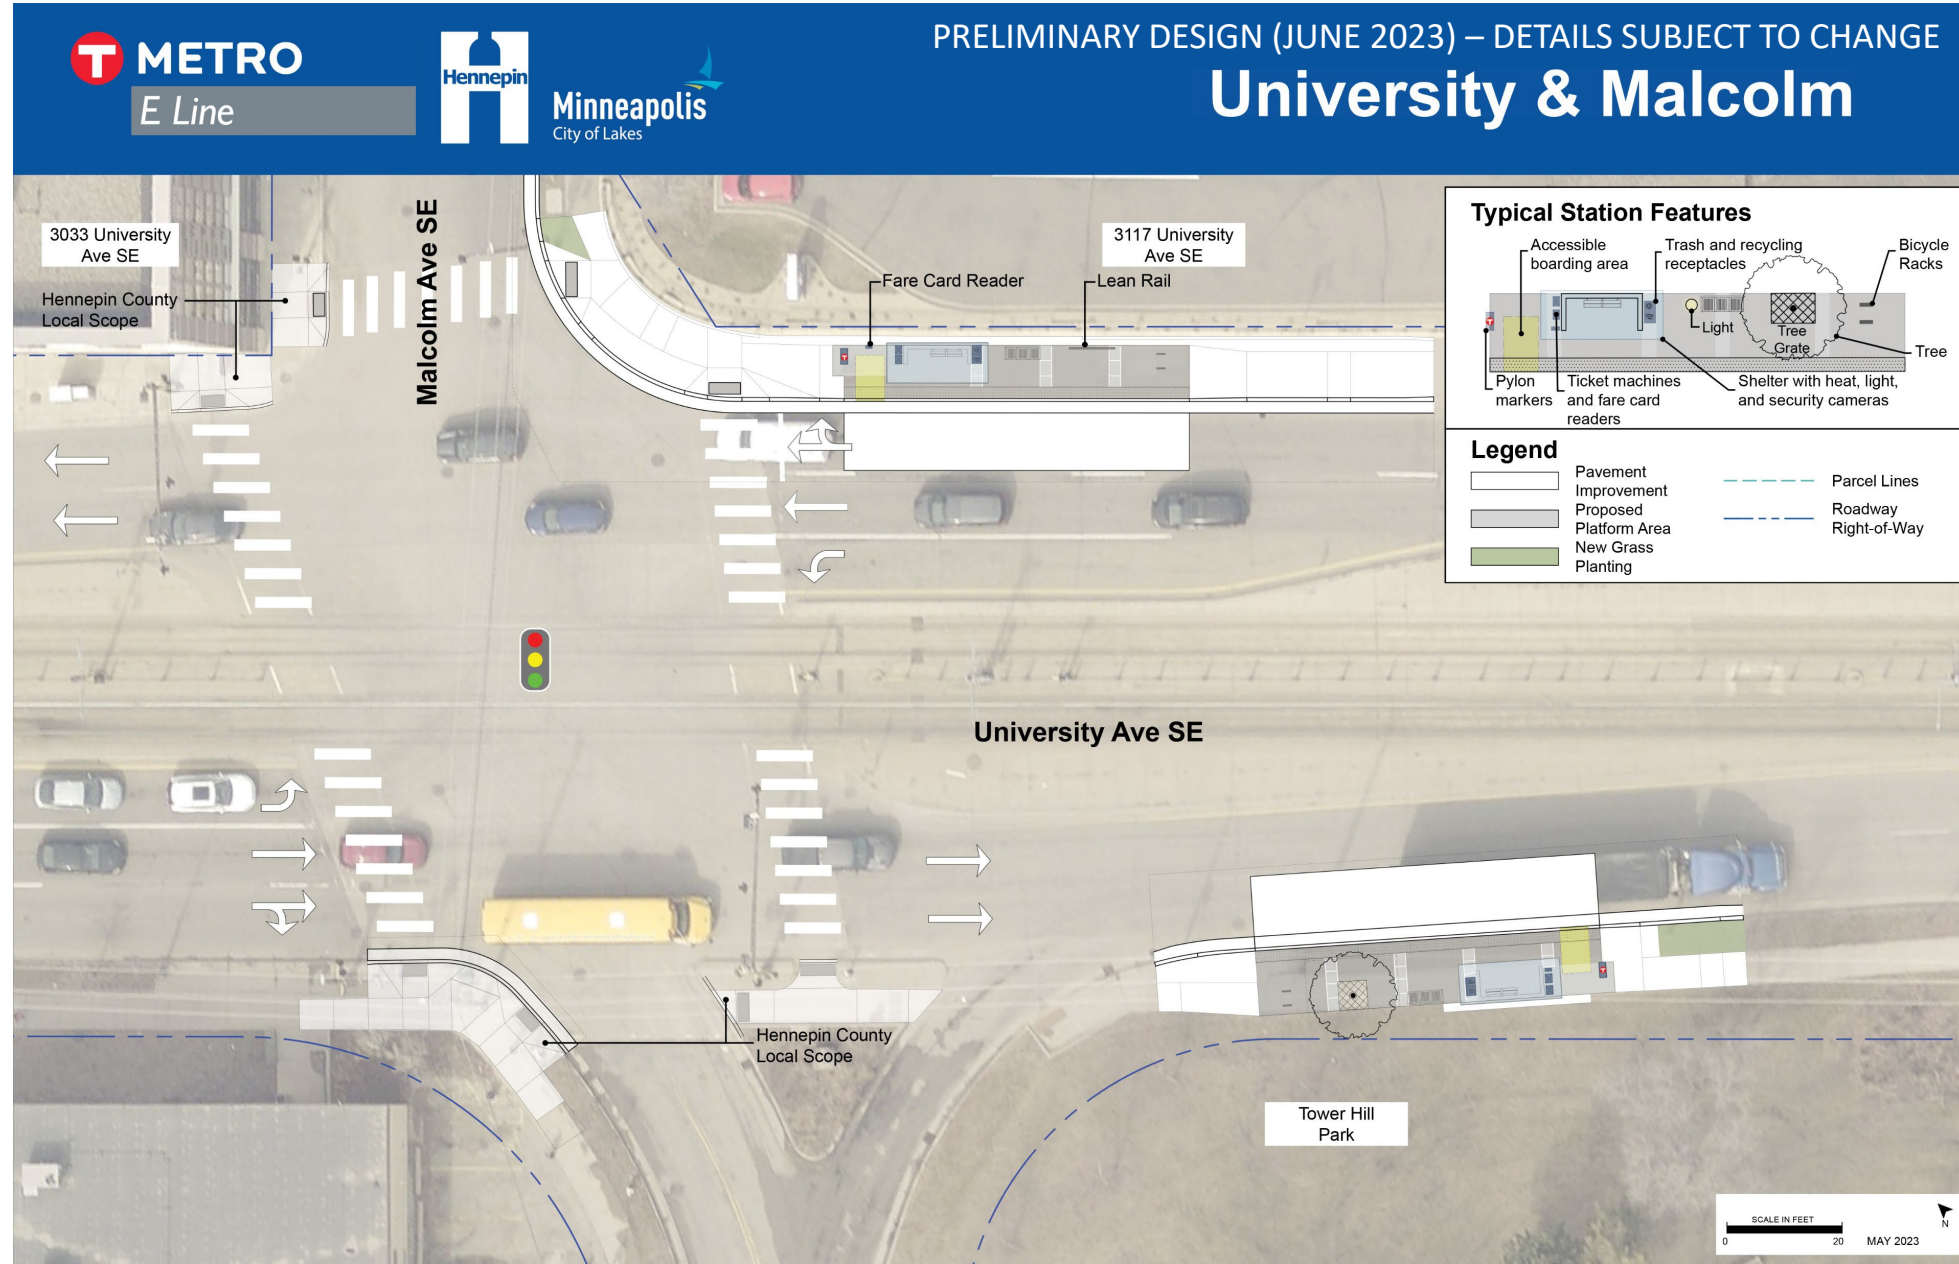 T METRO
E Line
Hennepin
Minneapolis
City of Lakes
PRELIMINARY DESIGN (JUNE 2023) – DETAILS SUBJECT TO CHANGE
University & Malcolm
3033 University
Ave SE
Hennepin County
Local Scope
Malcolm Ave SE
3117 University
Ave SE
Fare Card Reader
Lean Rail
Typical Station Features
Accessible
boarding area
Trash and recycling
receptacles
Bicycle
Racks
Light
Tree
Grate
Tree
Pylon
markers
Ticket machines
and fare card
readers
Shelter with heat, light,
and security cameras
Legend
Pavement
Improvement
Proposed
Platform Area
New Grass
Planting
Parcel Lines
Roadway
Right-of-Way
University Ave SE
Hennepin County
Local Scope
Tower Hill
Park
SCALE IN FEET
0 20
MAY 2023
N